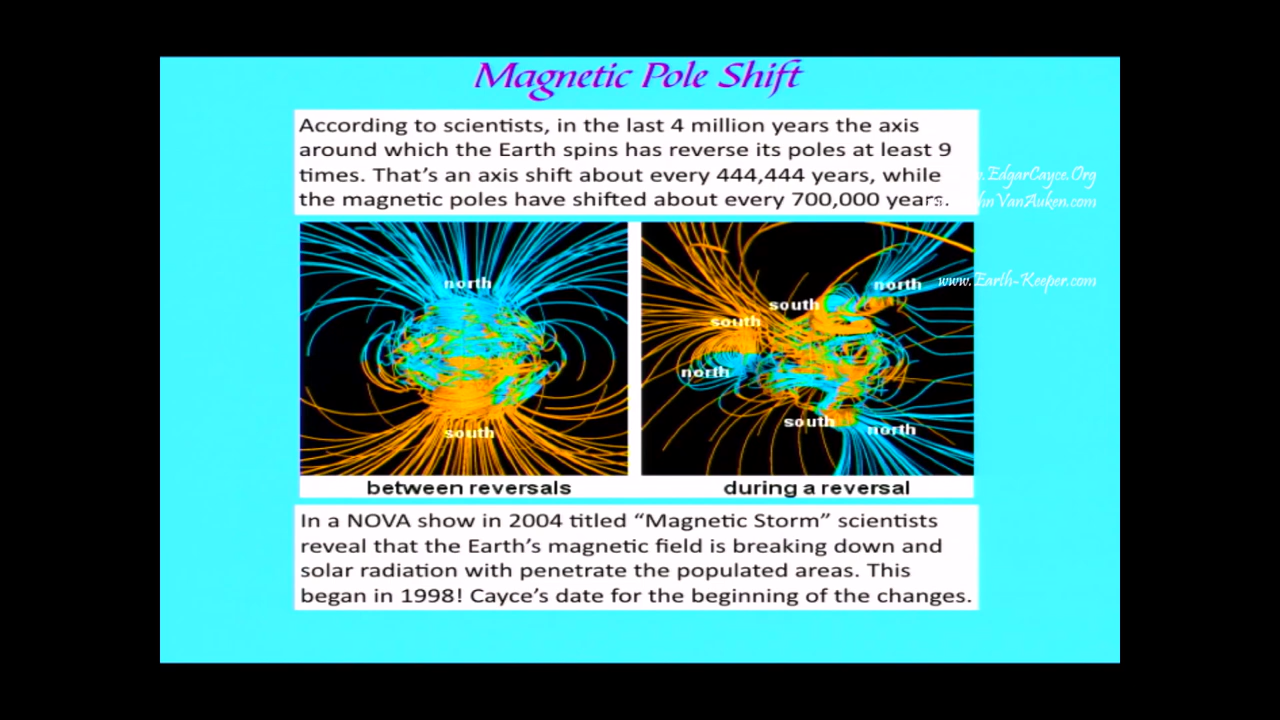 Magnetic Pole Shift
According to scientists, in the last 4 million years the axis
around which the Earth spins has reverse its poles at least 9
times. That's an axis shift about every 444,444 years, while
the magnetic poles have shifted about every 700,000 years.
.EdgarCayce.Org
hnVanAuken.com
www.Earth-Keeper.com
north
south
north
south
south
north
south
north
between reversals
during a reversal
In a NOVA show in 2004 titled “Magnetic Storm” scientists
reveal that the Earth's magnetic field is breaking down and
solar radiation with penetrate the populated areas. This
began in 1998! Cayce's date for the beginning of the changes.